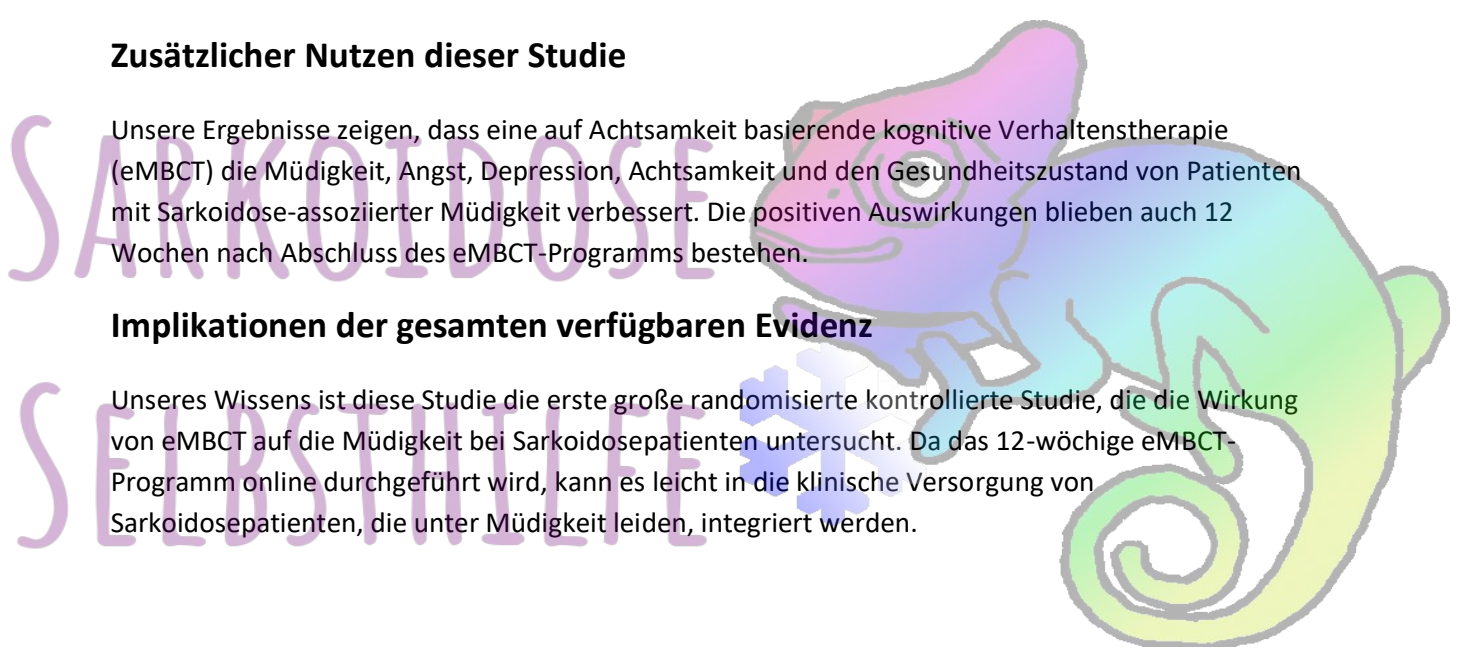 Zusätzlicher Nutzen dieser Studie
Unsere Ergebnisse zeigen, dass eine auf Achtsamkeit basierende kognitive Verhaltenstherapie
(eMBCT) die Müdigkeit, Angst, Depression, Achtsamkeit und den Gesundheitszustand von Patienten
mit Sarkoidose-assoziierter Müdigkeit verbessert. Die positiven Auswirkungen blieben auch 12
Wochen nach Abschluss des eMBCT-Programms bestehen.
SARKOIDOSE
Implikationen der gesamten verfügbaren Evidenz
Unseres Wissens ist diese Studie die erste große randomisierte kontrollierte Studie, die die Wirkung
von eMBCT auf die Müdigkeit bei Sarkoidosepatienten untersucht. Da das 12-wöchige eMBCT-
Programm online durchgeführt wird, kann es leicht in die klinische Versorgung von
Sarkoidosepatienten, die unter Müdigkeit leiden, integriert werden.
SELBSTHILFE